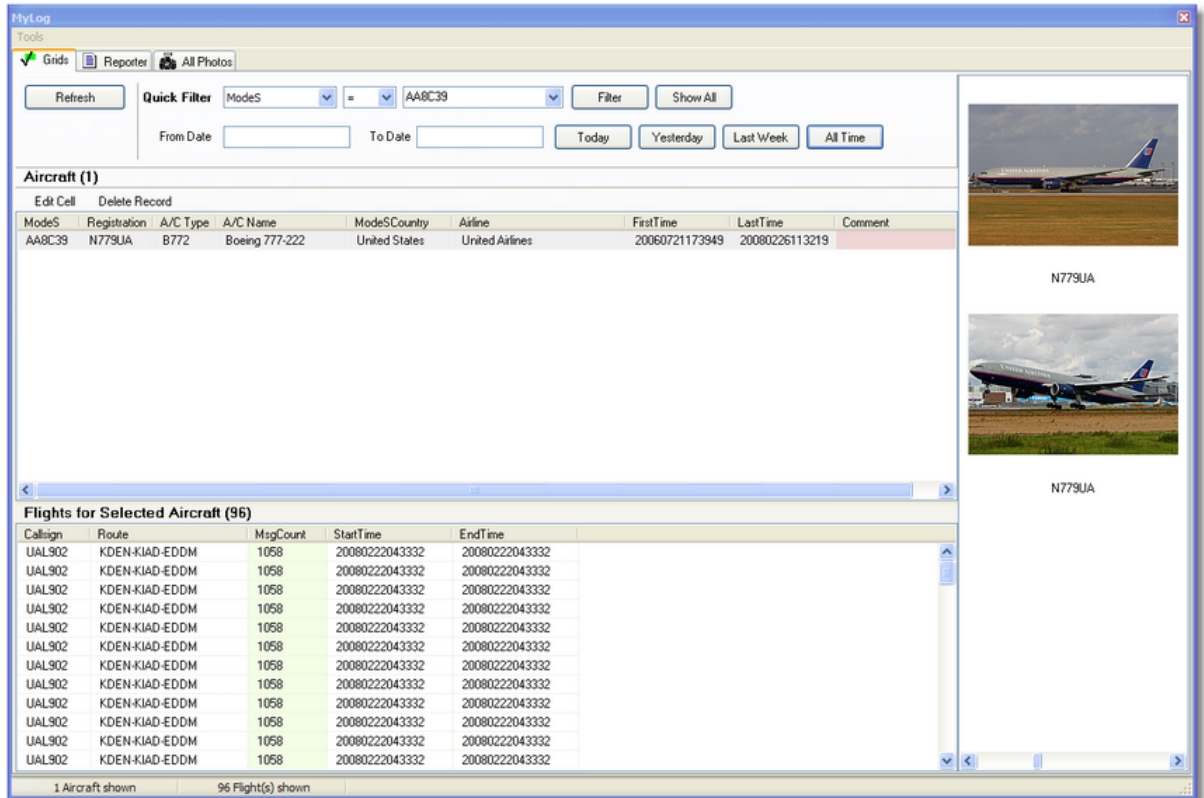 MyLog
Tools
Grids Reporter All Photos
Refresh Quick Filter ModeS = AA8C39 Filter Show All
From Date To Date Today Yesterday Last Week All Time
Aircraft (1)
Edit Cell Delete Record
ModeS Registration A/C Type A/C Name ModeSCountry Airline FirstTime LastTime Comment
AA8C39 N779UA B772 Boeing 777-222 United States United Airlines 20060721173949 20080226113219
UNITED AIRLINES
N779UA
UNITED AIRLINES
N779UA
Flights for Selected Aircraft (96)
Callsign Route MsgCount StartTime EndTime
UAL902 KDEN-KIAD-EDDM 1058 20080222043332 20080222043332
UAL902 KDEN-KIAD-EDDM 1058 20080222043332 20080222043332
UAL902 KDEN-KIAD-EDDM 1058 20080222043332 20080222043332
UAL902 KDEN-KIAD-EDDM 1058 20080222043332 20080222043332
UAL902 KDEN-KIAD-EDDM 1058 20080222043332 20080222043332
UAL902 KDEN-KIAD-EDDM 1058 20080222043332 20080222043332
UAL902 KDEN-KIAD-EDDM 1058 20080222043332 20080222043332
UAL902 KDEN-KIAD-EDDM 1058 20080222043332 20080222043332
UAL902 KDEN-KIAD-EDDM 1058 20080222043332 20080222043332
UAL902 KDEN-KIAD-EDDM 1058 20080222043332 20080222043332
UAL902 KDEN-KIAD-EDDM 1058 20080222043332 20080222043332
UAL902 KDEN-KIAD-EDDM 1058 20080222043332 20080222043332
1 Aircraft shown 96 Flight(s) shown